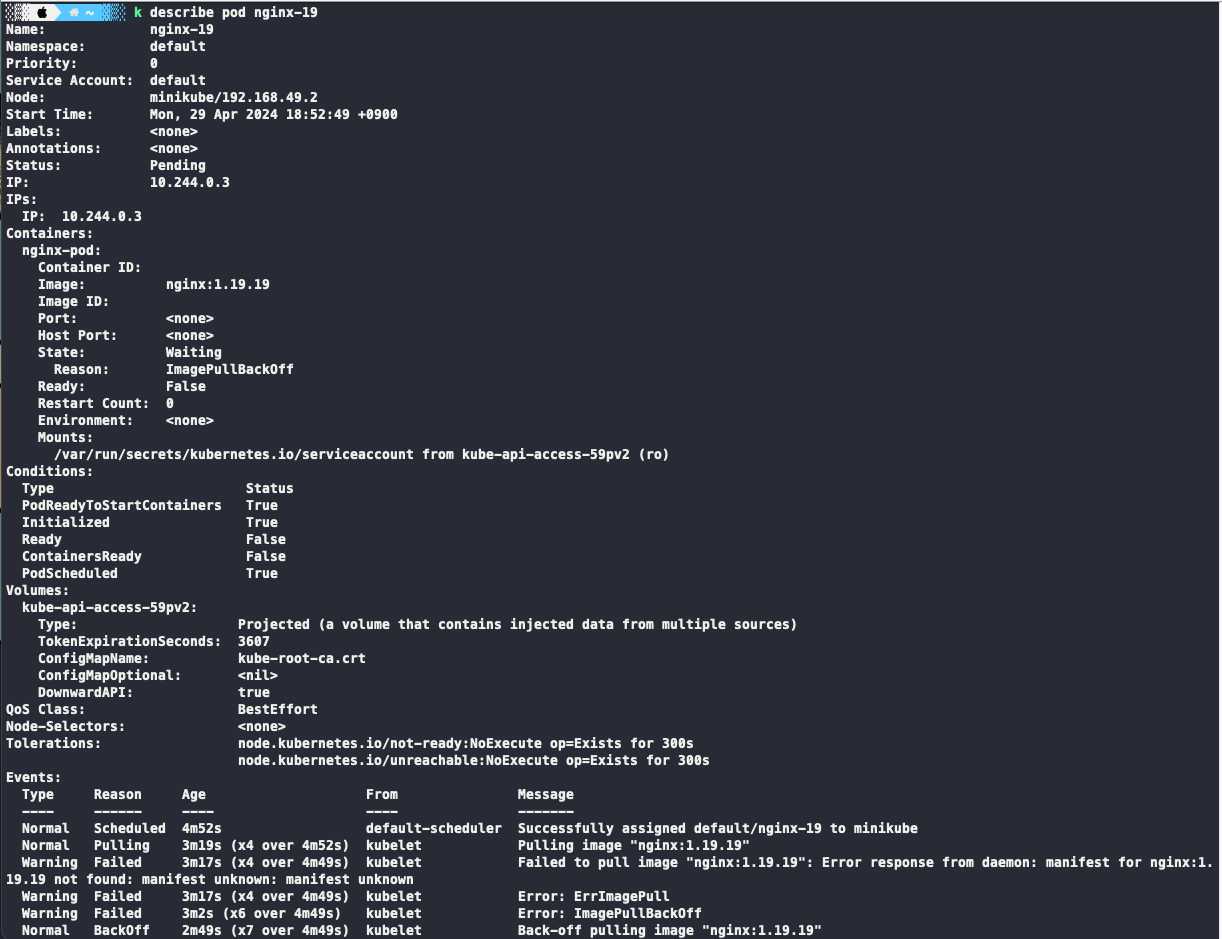 ~ k describe pod nginx-19
Name:             nginx-19
Namespace:        default
Priority:         0
Service Account:  default
Node:             minikube/192.168.49.2
Start Time:       Mon, 29 Apr 2024 18:52:49 +0900
Labels:           <none>
Annotations:      <none>
Status:           Pending
IP:               10.244.0.3
IPs:
  IP:  10.244.0.3
Containers:
  nginx-pod:
    Container ID:
    Image:          nginx:1.19.19
    Image ID:
    Port:           <none>
    Host Port:      <none>
    State:          Waiting
      Reason:       ImagePullBackOff
    Ready:          False
    Restart Count:  0
    Environment:    <none>
    Mounts:
      /var/run/secrets/kubernetes.io/serviceaccount from kube-api-access-59pv2 (ro)
Conditions:
  Type                        Status
  PodReadyToStartContainers   True
  Initialized                 True
  Ready                       False
  ContainersReady             False
  PodScheduled                True
Volumes:
  kube-api-access-59pv2:
    Type:                    Projected (a volume that contains injected data from multiple sources)
    TokenExpirationSeconds:  3607
    ConfigMapName:           kube-root-ca.crt
    ConfigMapOptional:       <nil>
    DownwardAPI:             true
QoS Class:                   BestEffort
Node-Selectors:              <none>
Tolerations:                 node.kubernetes.io/not-ready:NoExecute op=Exists for 300s
                             node.kubernetes.io/unreachable:NoExecute op=Exists for 300s
Events:
  Type     Reason     Age                    From               Message
  ----     ------     ----                   ----               -------
  Normal   Scheduled  4m52s                  default-scheduler  Successfully assigned default/nginx-19 to minikube
  Normal   Pulling    3m19s (x4 over 4m52s)  kubelet            Pulling image "nginx:1.19.19"
  Warning  Failed     3m17s (x4 over 4m49s)  kubelet            Failed to pull image "nginx:1.19.19": Error response from daemon: manifest for nginx:1.
19.19 not found: manifest unknown: manifest unknown
  Warning  Failed     3m17s (x4 over 4m49s)  kubelet            Error: ErrImagePull
  Warning  Failed     3m2s (x6 over 4m49s)   kubelet            Error: ImagePullBackOff
  Normal   BackOff    2m49s (x7 over 4m49s)  kubelet            Back-off pulling image "nginx:1.19.19"